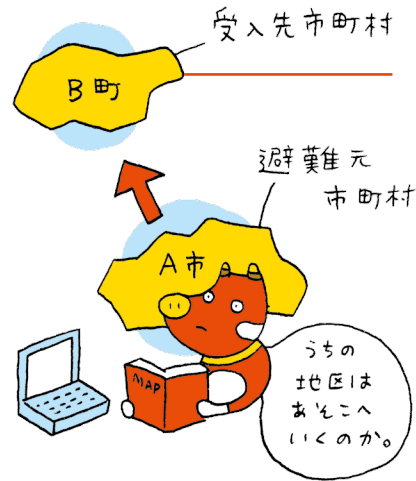 受入先市町村
B町
避難元
市町村
A市
MAP
うちの
地区は
あそこへ
いくのか。